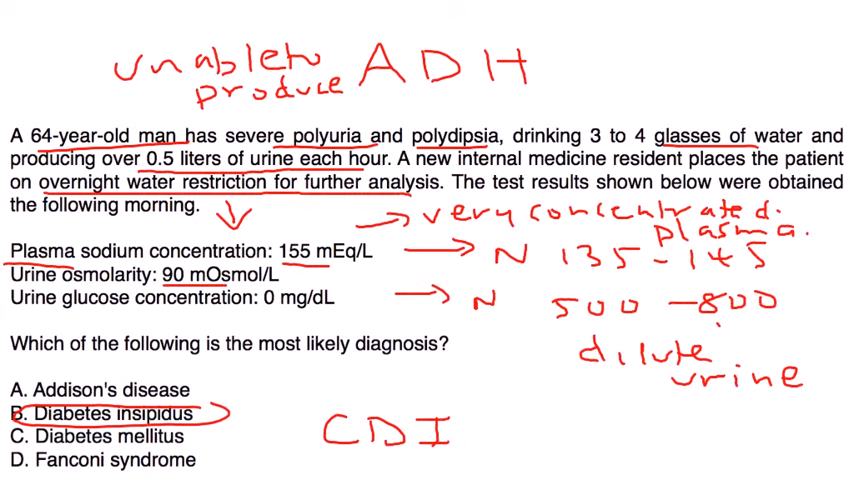 unable to ADH
produce
A 64-year-old man has severe polyuria and polydipsia, drinking 3 to 4 glasses of water and
producing over 0.5 liters of urine each hour. A new internal medicine resident places the patient
on overnight water restriction for further analysis. The test results shown below were obtained
the following morning.
→ very concentrated.
plasma.
Plasma sodium concentration: 155 mEq/L → N 135-145
Urine osmolarity: 90 mOsmol/L
Urine glucose concentration: 0 mg/dL → N 500-800
Which of the following is the most likely diagnosis?
dilute
urine
A. Addison's disease
B. Diabetes insipidus
C. Diabetes mellitus
D. Fanconi syndrome
CDI